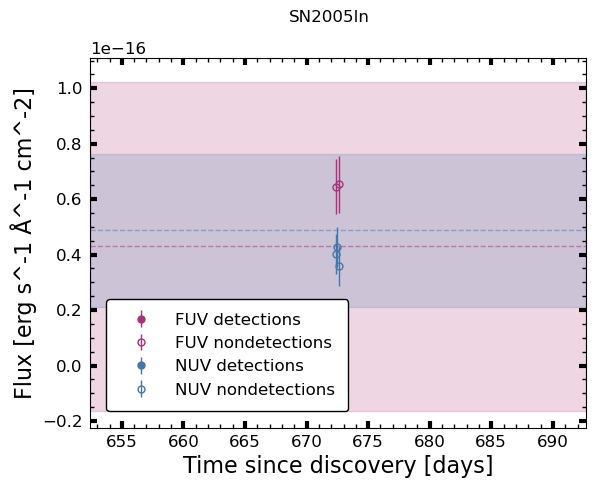 SN2005ln
1e−16
Flux [erg s^-1 Å^-1 cm^-2]
1.0
0.8
0.6
0.4
0.2
0.0
−0.2
FUV detections
FUV nondetections
NUV detections
NUV nondetections
655 660 665 670 675 680 685 690
Time since discovery [days]